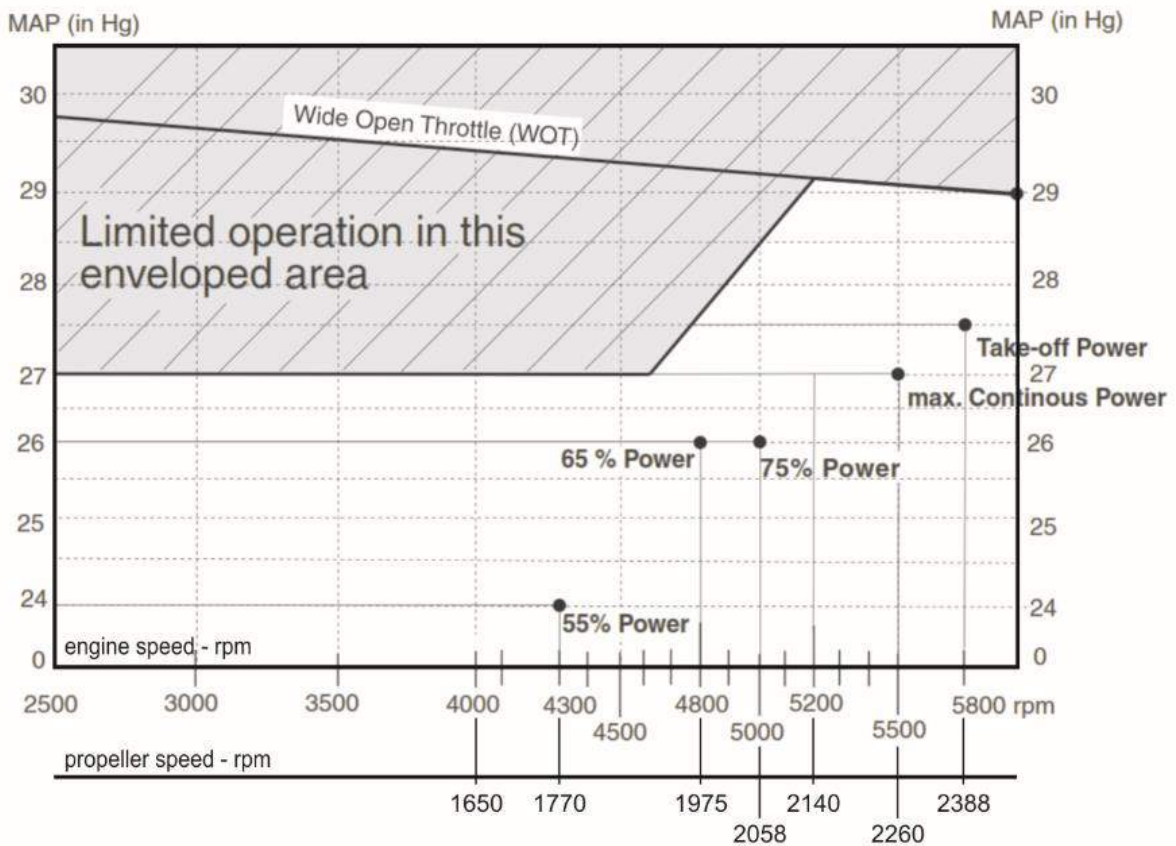 MAP (in Hg)
MAP (in Hg)
30
30
Wide Open Throttle (WOT)
29
29
Limited operation in this
enveloped area
28
28
Take-off Power
27
27
max. Continous Power
26
26
65 % Power
75% Power
25
25
24
24
55% Power
engine speed - rpm
0
0
2500
3000
3500
4000
4300
4500
4800
5000
5200
5500
5800 rpm
propeller speed - rpm
1650
1770
1975
2058
2140
2260
2388